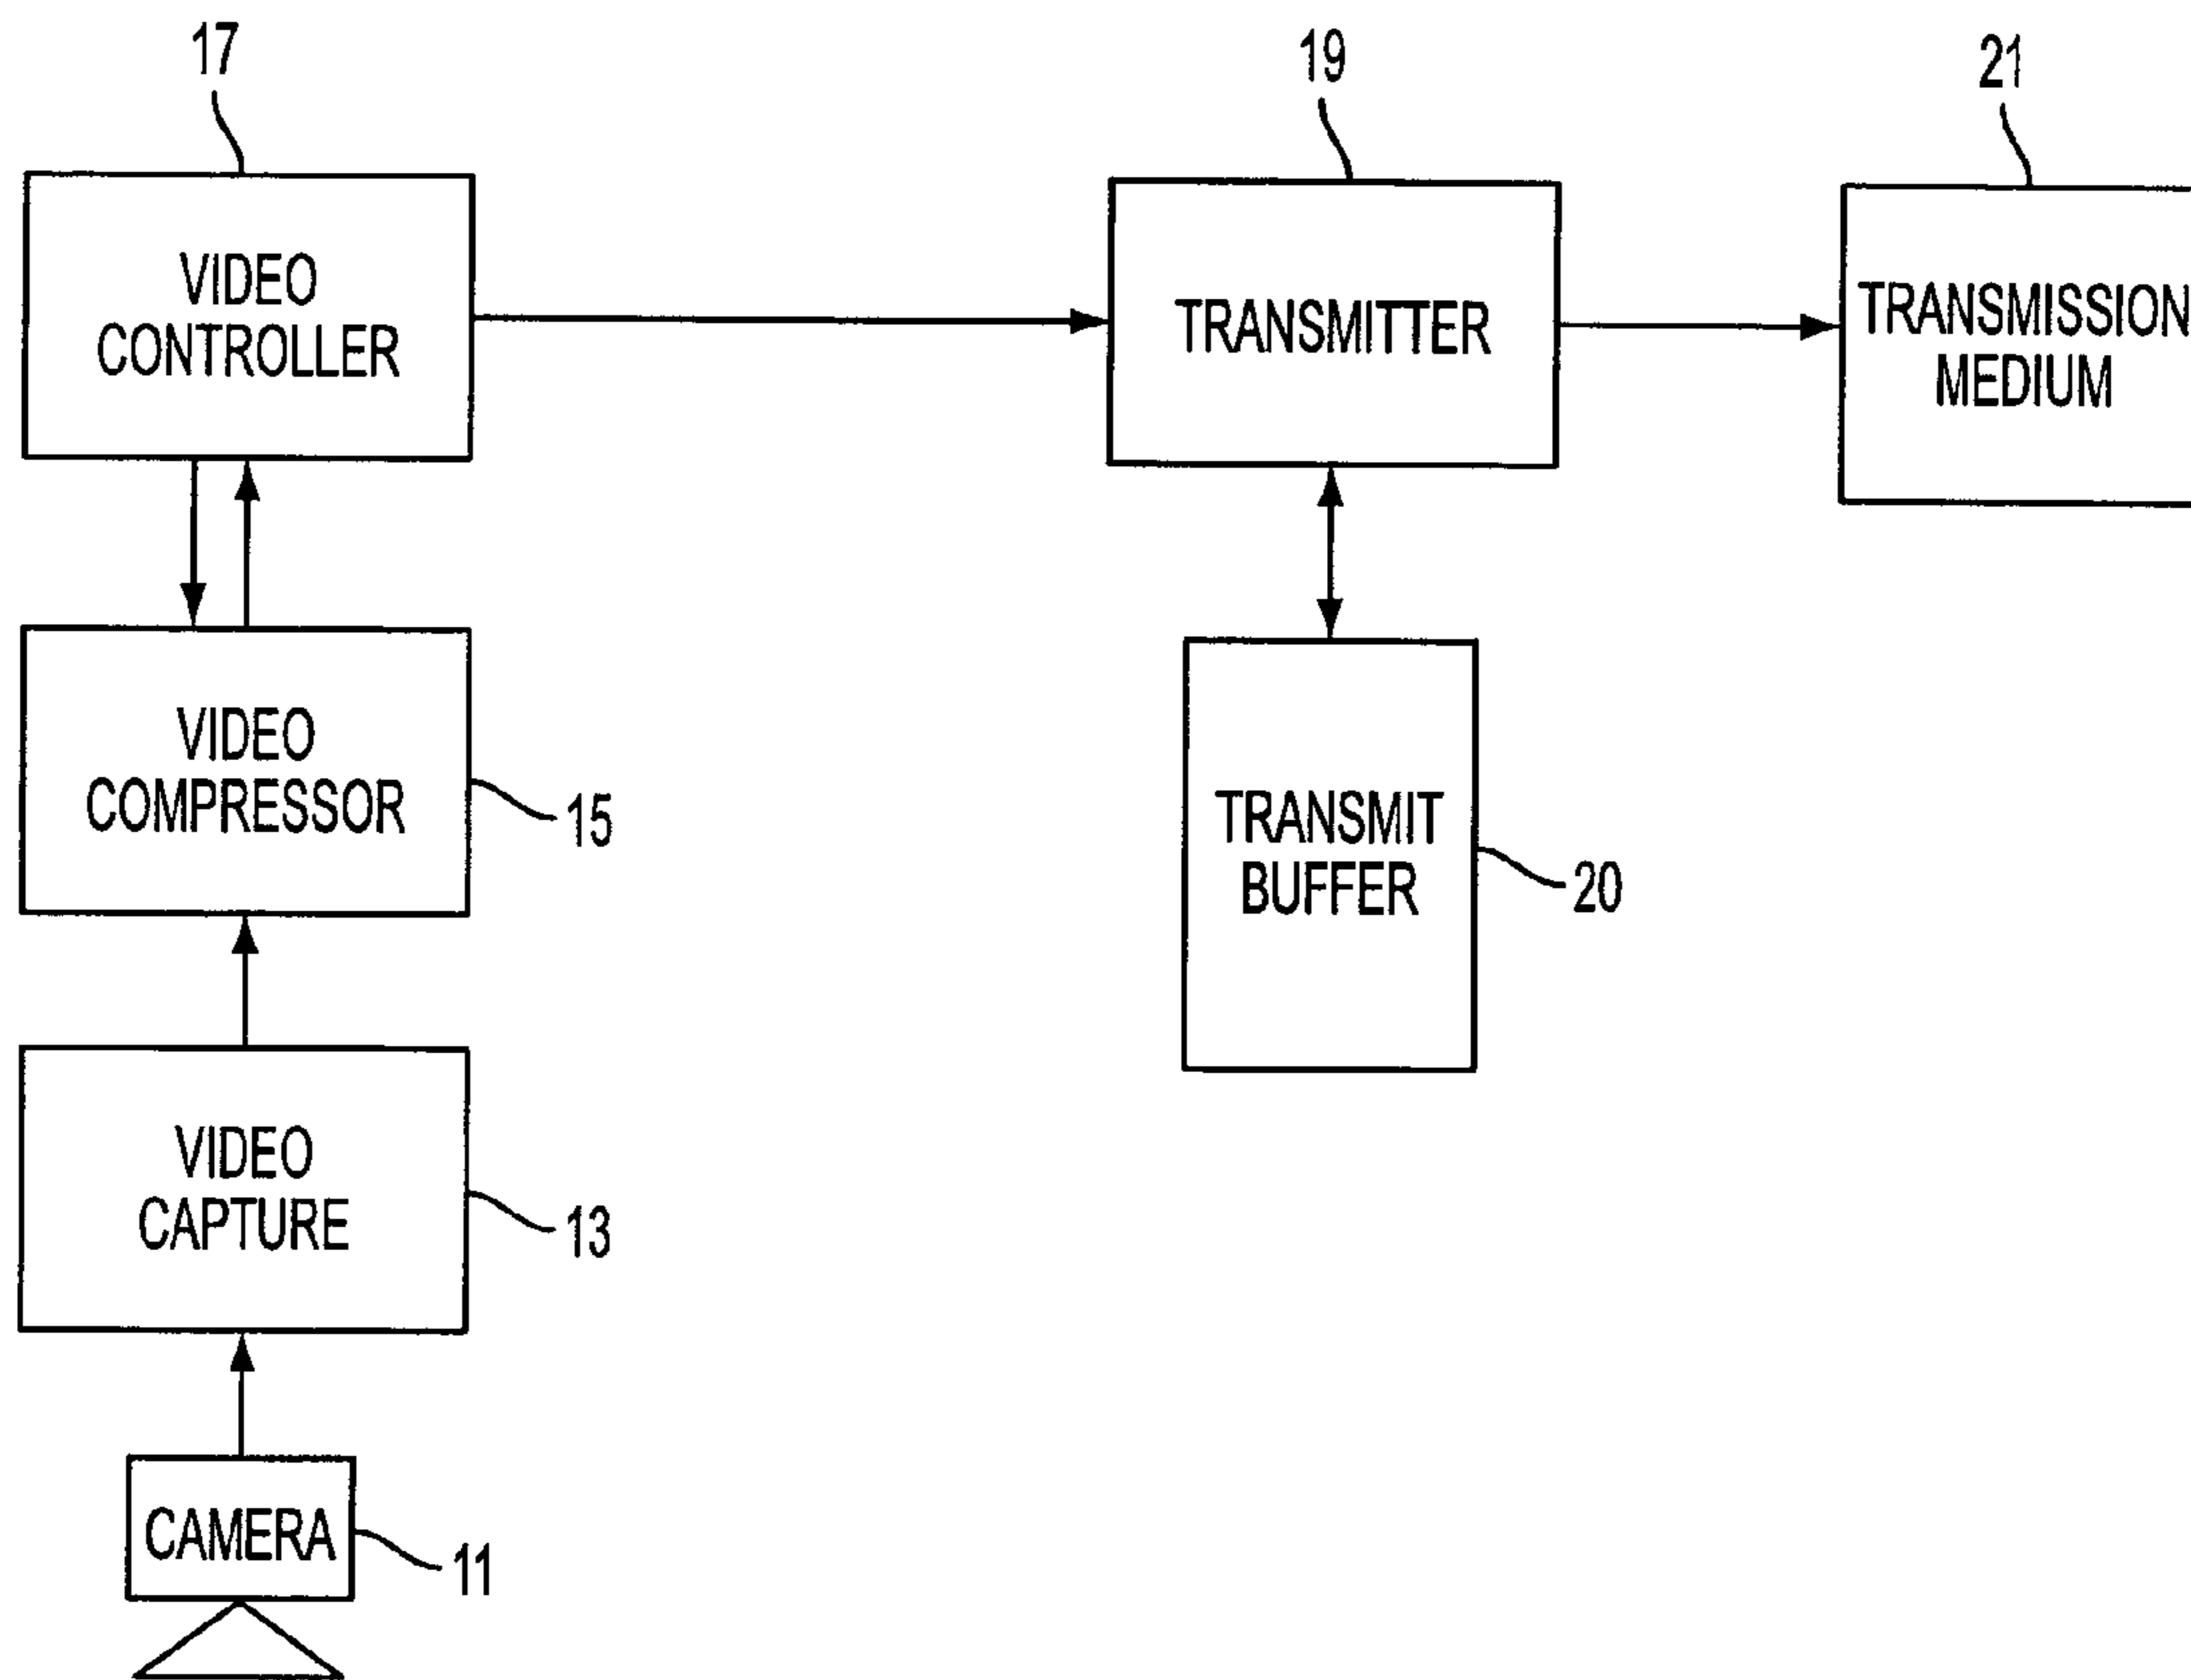 17
19
21
VIDEO
CONTROLLER
TRANSMITTER
TRANSMISSION
MEDIUM
VIDEO
COMPRESSOR
15
TRANSMIT
BUFFER
20
VIDEO
CAPTURE
13
CAMERA
11